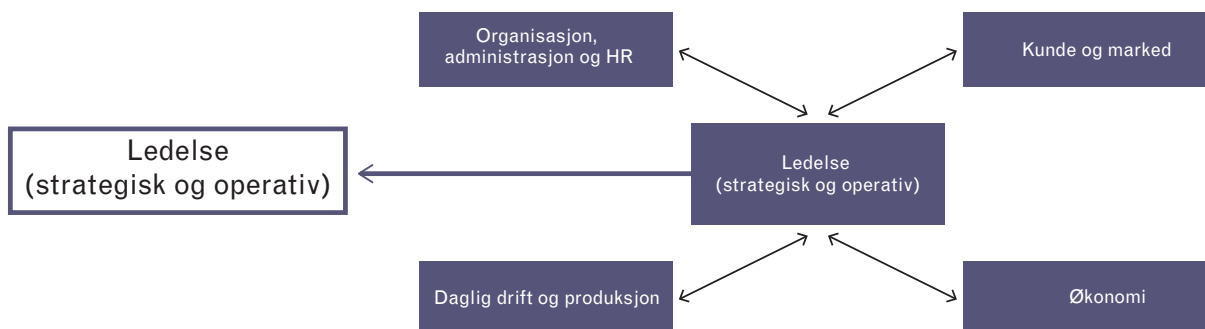 Organisasjon,
administrasjon og HR
Kunde og marked
Ledelse
(strategisk og operativ)
Ledelse
(strategisk og operativ)
Daglig drift og produksjon
Økonomi